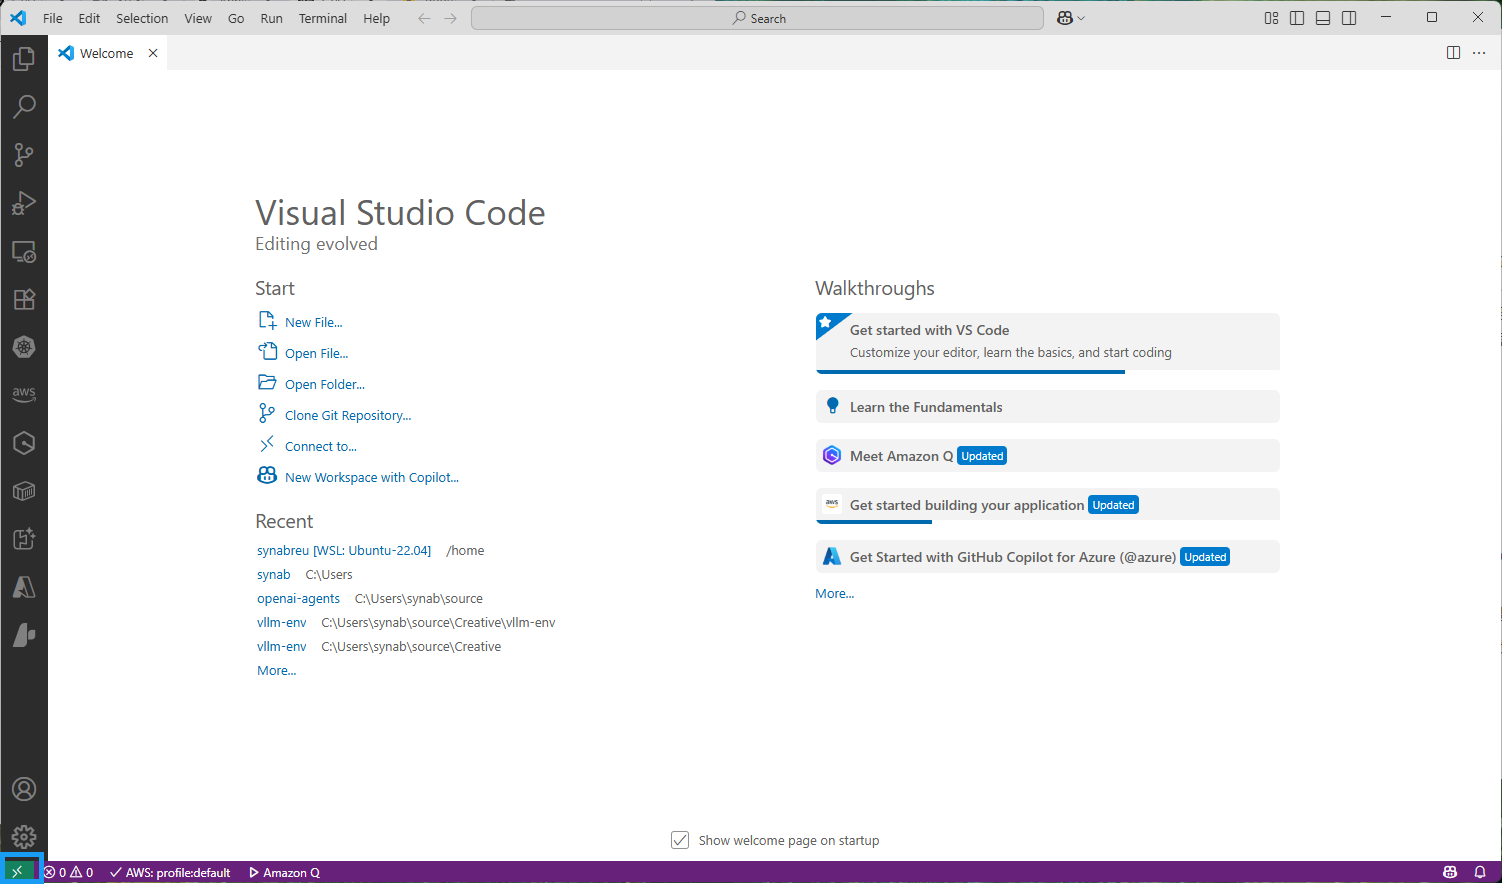 File Edit Selection View Go Run Terminal Help Search
Welcome
Visual Studio Code
Editing evolved
Start
New File...
Open File...
Open Folder...
Clone Git Repository...
Connect to...
New Workspace with Copilot...
Recent
synabreu [WSL: Ubuntu-22.04] /home
synab C:\Users
openai-agents C:\Users\synab\source
vllm-env C:\Users\synab\source\Creative\vllm-env
vllm-env C:\Users\synab\source\Creative
More...
Walkthroughs
Get started with VS Code
Customize your editor, learn the basics, and start coding
Learn the Fundamentals
Meet Amazon Q Updated
aws Get started building your application Updated
Get Started with GitHub Copilot for Azure (@azure) Updated
More...
aws
Show welcome page on startup
0 0 AWS: profile:default Amazon Q